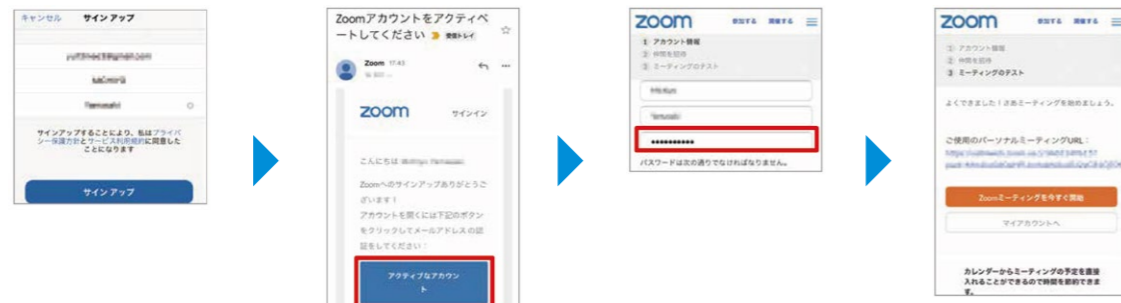 キャンセル サインアップ
サインアップすることにより、私はプライバ
シー保護方針とサービス利用規約に同意した
ことになります
サインアップ
Zoomアカウントをアクティベ
ートしてください 受信トレイ
Zoom 17:43
zoom サインイン
こんにちは
Zoomへのサインアップありがとうご
ざいます！
アカウントを開くには下記のボタン
をクリックしてメールアドレス の認
証をしてください：
アクティブなアカウン
ト
zoom 参加する 開催する
1 アカウント情報
2 仲間を招待
3 ミーティングのテスト
パスワードは次の通りでなければなりません。
zoom 参加する 開催する
1 アカウント情報
2 仲間を招待
3 ミーティングのテスト
よくできました！さあミーティングを始めましょう。
ご使用のパーソナルミーティングURL：
Zoomミーティングを今すぐ開始
マイアカウントへ
カレンダーからミーティングの予定を直接
入れることができるので時間を節約できま
す。